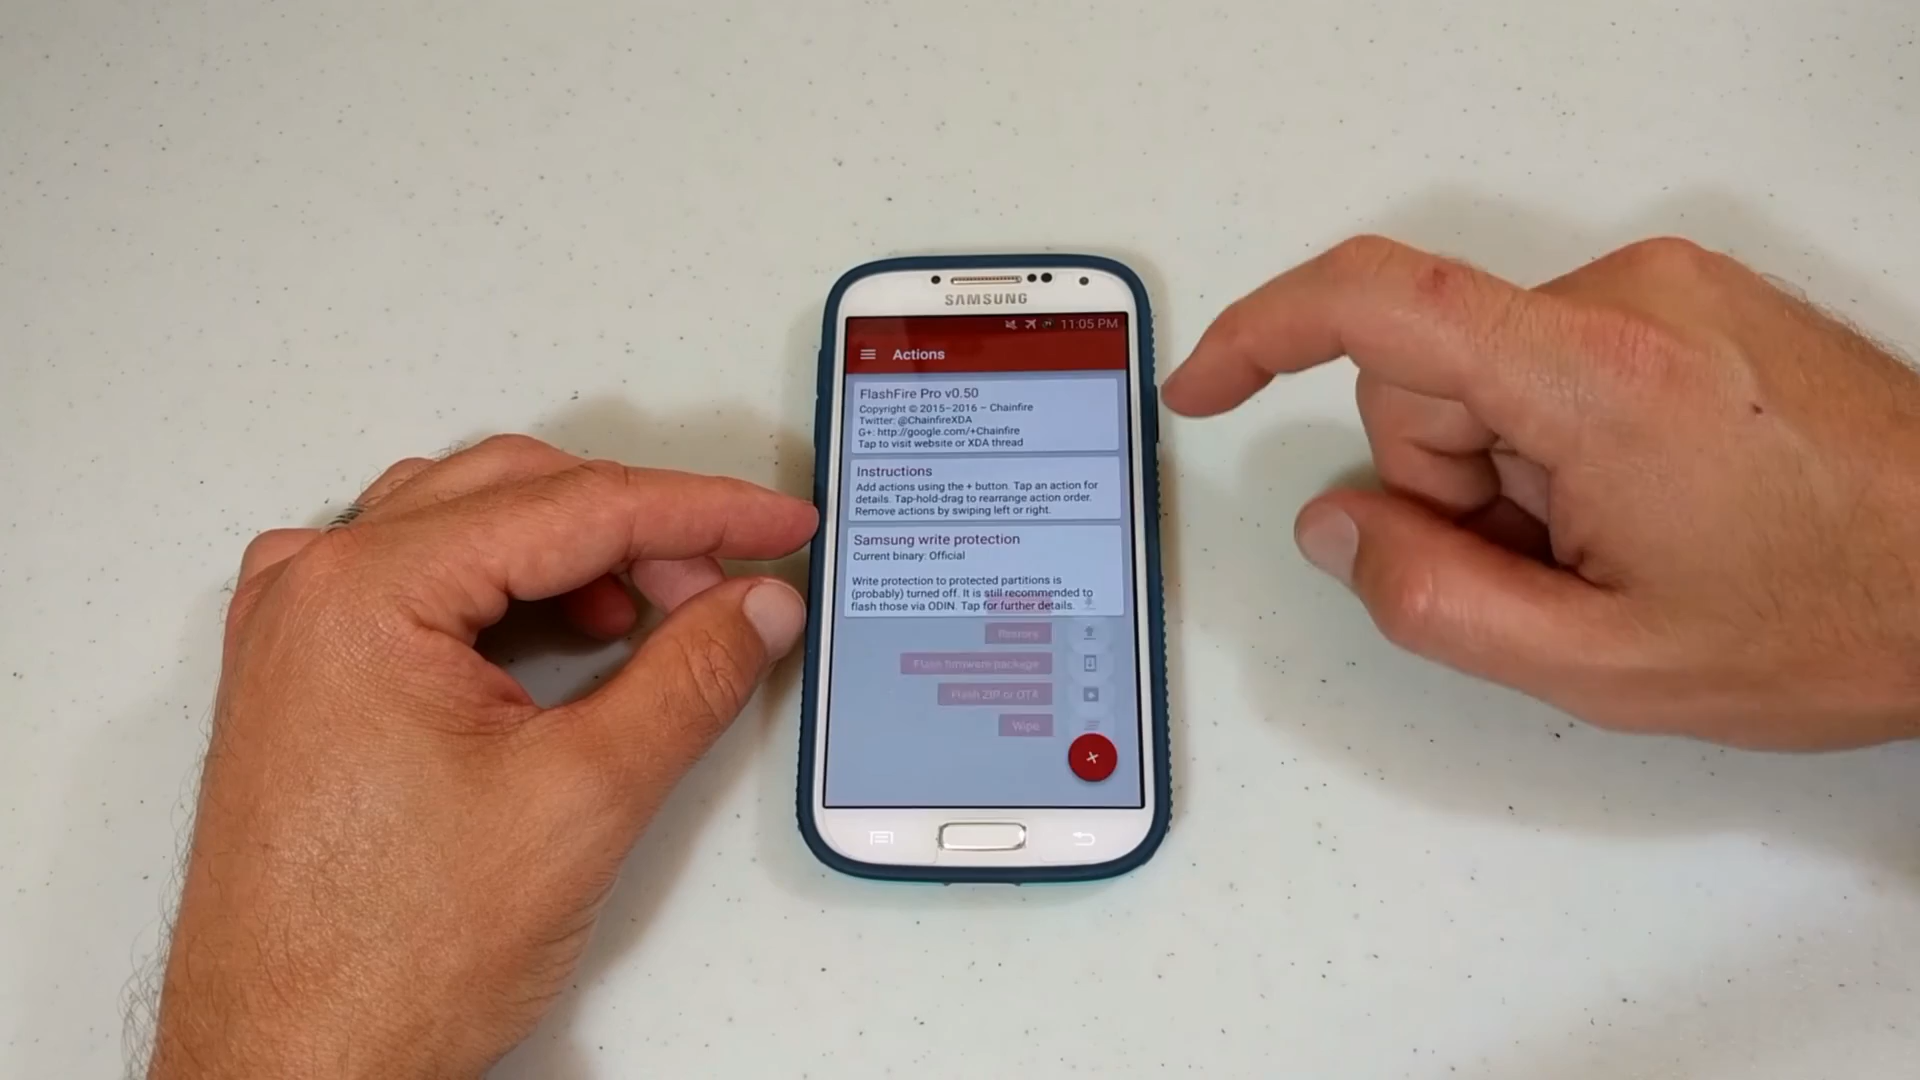 SAMSUNG
11:05 PM
Actions
FlashFire Pro v0.50
Copyright © 2015-2016 – Chainfire
Twitter: @ChainfireXDA
G+: http://google.com/+Chainfire
Tap to visit website or XDA thread
Instructions
Add actions using the + button. Tap an action for
details. Tap-hold-drag to rearrange action order.
Remove actions by swiping left or right.
Samsung write protection
Current binary: Official
Write protection to protected partitions is
(probably) turned off. It is still recommended to
flash those via ODIN. Tap for further details.
Restore
Flash firmware package
Flash ZIP or OTA
Wipe